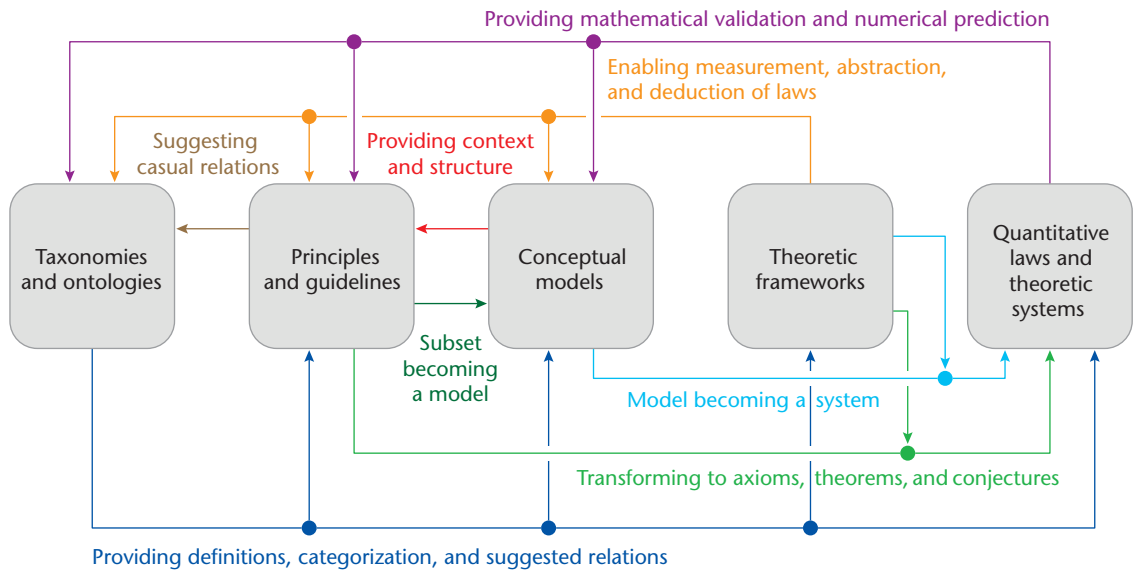 Providing mathematical validation and numerical prediction
Enabling measurement, abstraction,
and deduction of laws
Suggesting
casual relations
Providing context
and structure
Taxonomies
and ontologies
Principles
and guidelines
Conceptual
models
Theoretic
frameworks
Quantitative
laws and
theoretic
systems
Subset
becoming
a model
Model becoming a system
Transforming to axioms, theorems, and conjectures
Providing definitions, categorization, and suggested relations